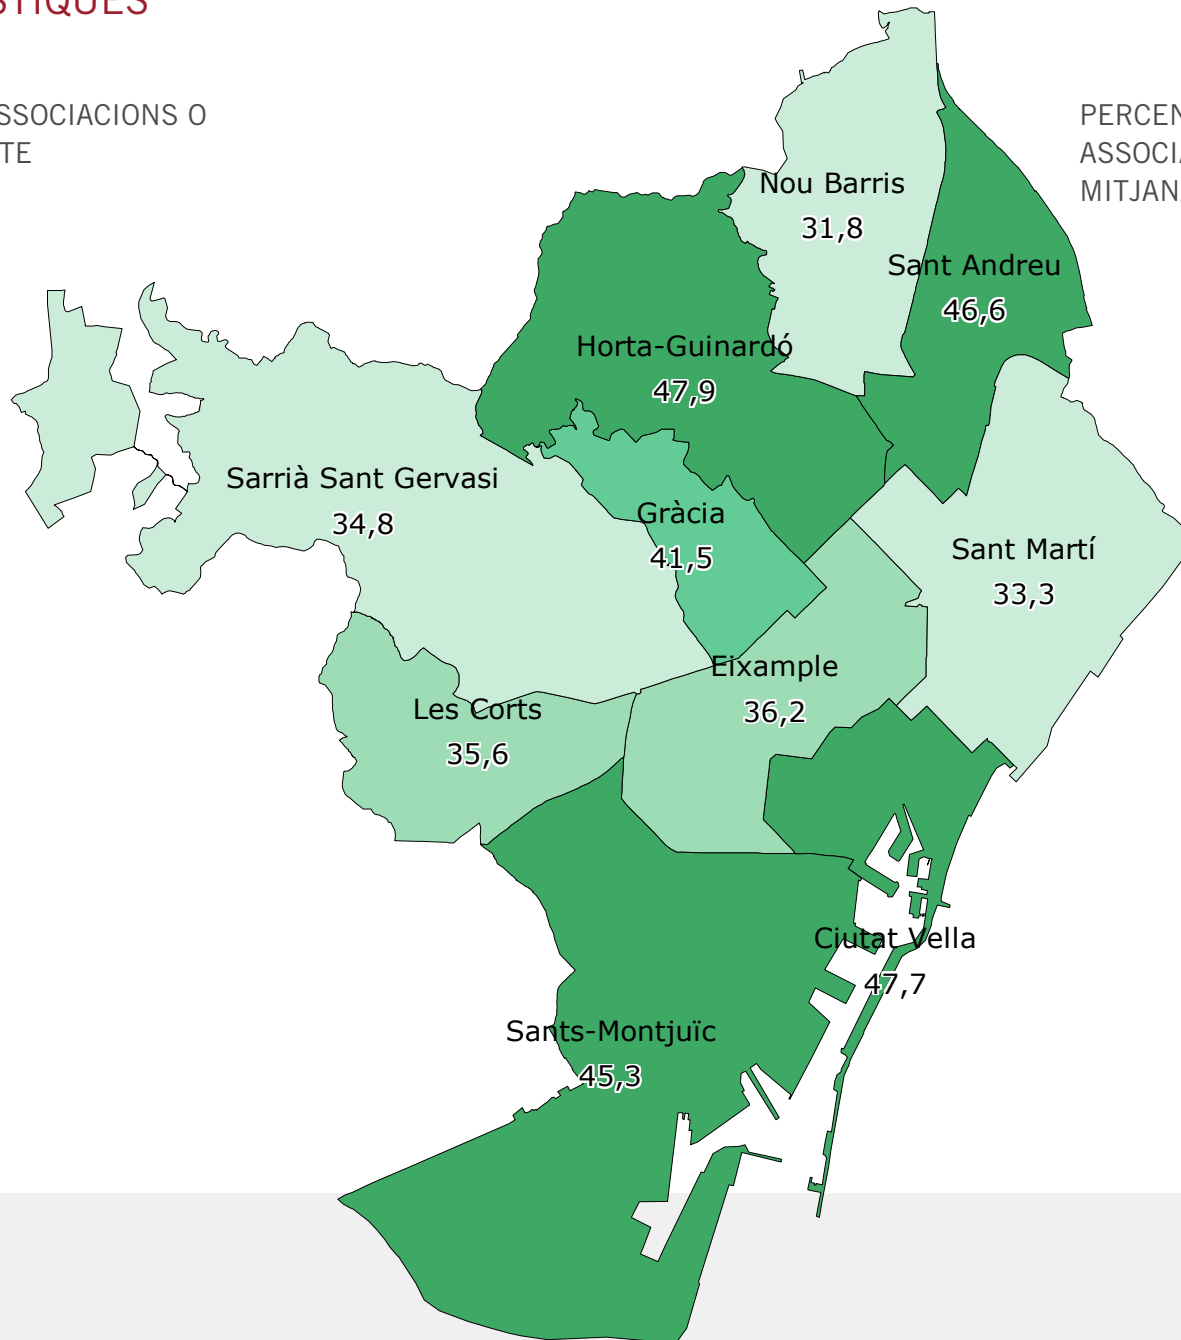 SSOCIACIONS O
TE
PERCEN
ASSOCIA
MITJAN
Nou Barris
31,8
Sant Andreu
46,6
Horta-Guinardó
47,9
Sarrià Sant Gervasi
34,8
Gràcia
41,5
Sant Martí
33,3
Eixample
36,2
Les Corts
35,6
Ciutat Vella
47,7
Sants-Montjuïc
45,3